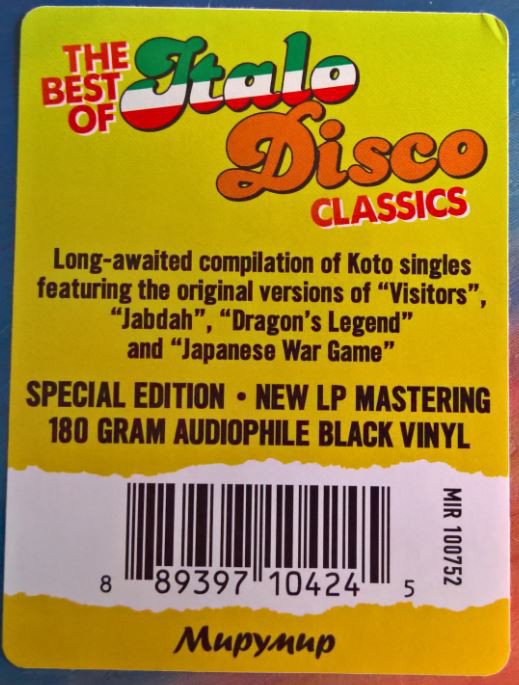 THE
BEST
OF
Italo
Disco
CLASSICS
Long-awaited compilation of Koto singles
featuring the original versions of “Visitors”,
“Jabdah”, “Dragon’s Legend”
and “Japanese War Game”
SPECIAL EDITION • NEW LP MASTERING
180 GRAM AUDIOPHILE BLACK VINYL
MIR 100752
8 89397 10424 5
Мирумир